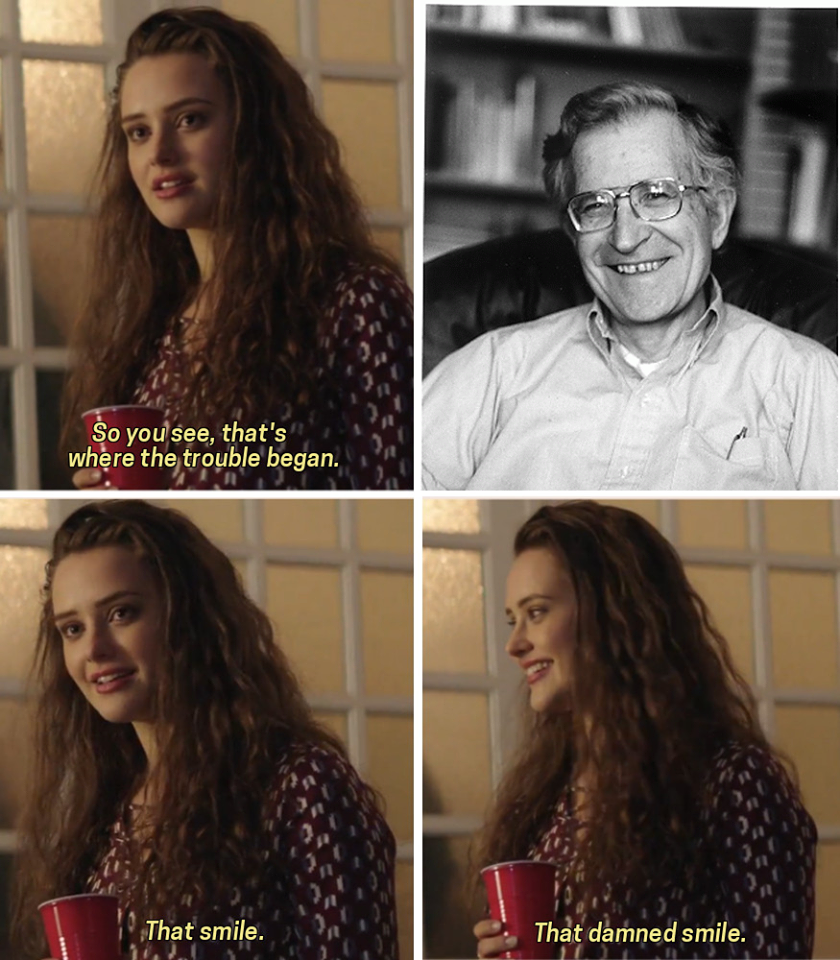 So you see, that's
where the trouble began.
That smile.
That damned smile.